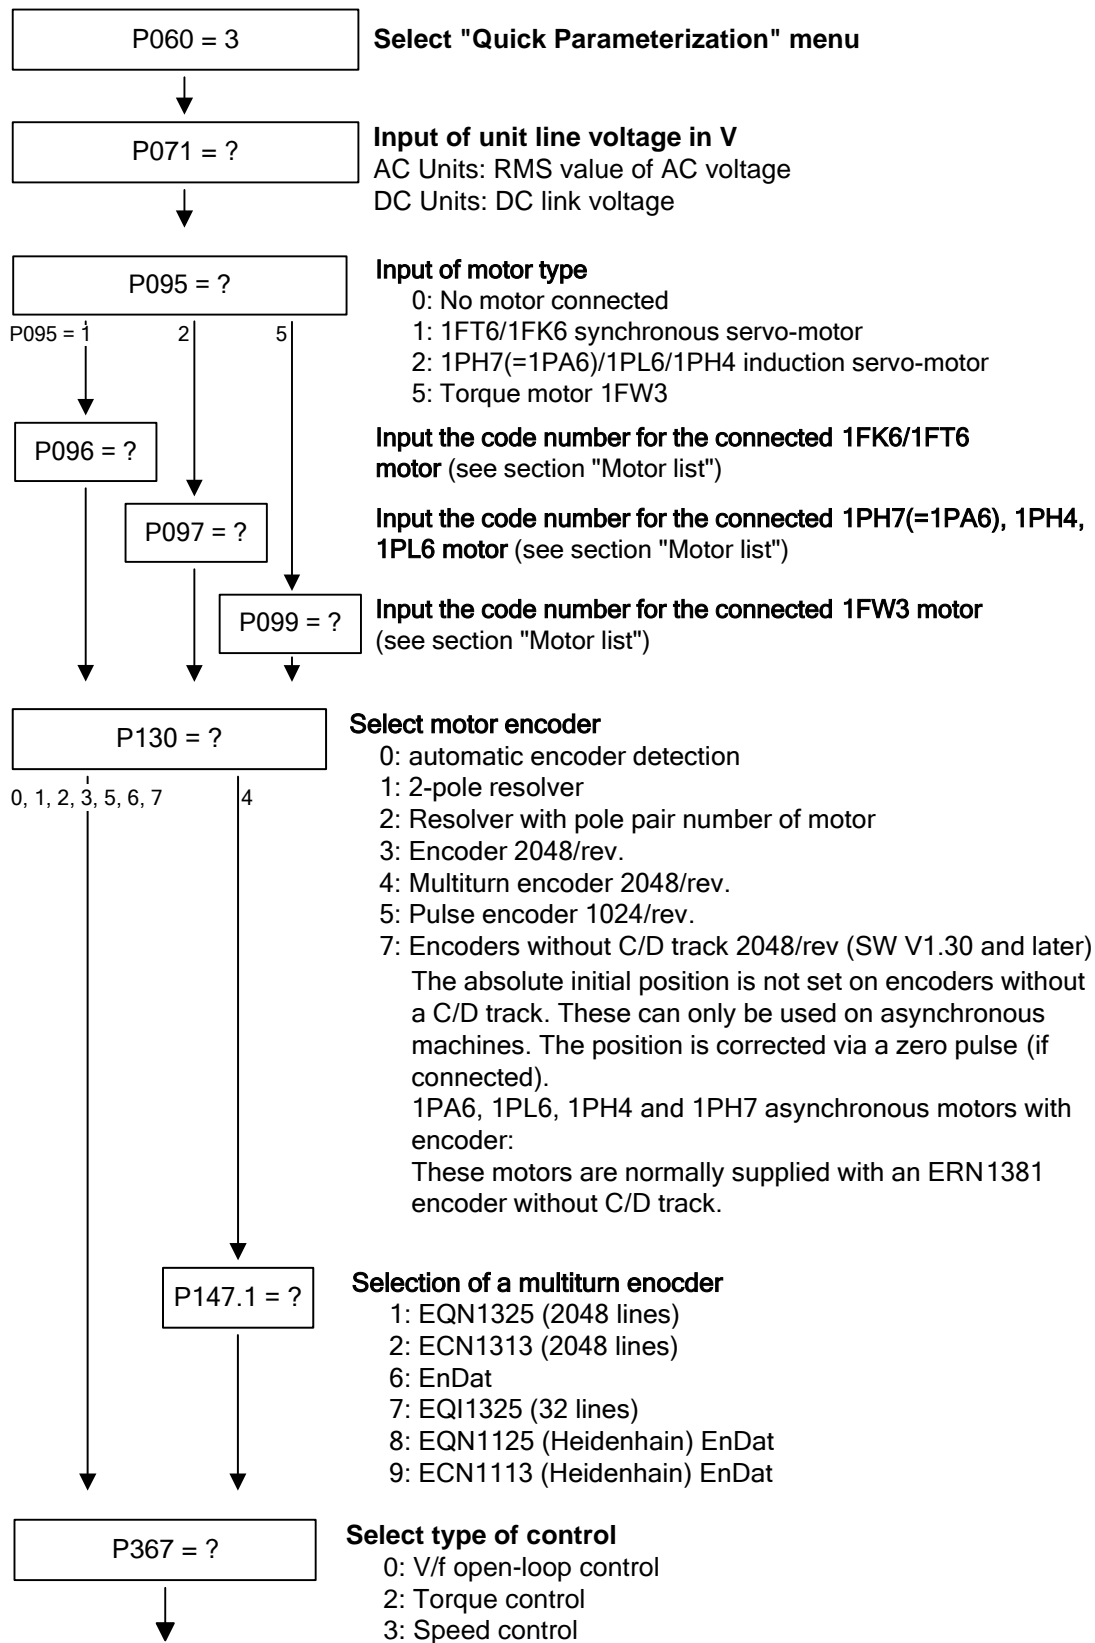 P060 = 3
Select "Quick Parameterization" menu
P071 = ?
Input of unit line voltage in V
AC Units: RMS value of AC voltage
DC Units: DC link voltage
P095 = ?
Input of motor type
0: No motor connected
1: 1FT6/1FK6 synchronous servo-motor
2: 1PH7(=1PA6)/1PL6/1PH4 induction servo-motor
5: Torque motor 1FW3
P095 = 1
2
5
P096 = ?
Input the code number for the connected 1FK6/1FT6
motor (see section "Motor list")
P097 = ?
Input the code number for the connected 1PH7(=1PA6), 1PH4,
1PL6 motor (see section "Motor list")
P099 = ?
Input the code number for the connected 1FW3 motor
(see section "Motor list")
P130 = ?
Select motor encoder
0: automatic encoder detection
1: 2-pole resolver
2: Resolver with pole pair number of motor
3: Encoder 2048/rev.
4: Multiturn encoder 2048/rev.
5: Pulse encoder 1024/rev.
7: Encoders without C/D track 2048/rev (SW V1.30 and later)
The absolute initial position is not set on encoders without
a C/D track. These can only be used on asynchronous
machines. The position is corrected via a zero pulse (if
connected).
1PA6, 1PL6, 1PH4 and 1PH7 asynchronous motors with
encoder:
These motors are normally supplied with an ERN1381
encoder without C/D track.
0, 1, 2, 3, 5, 6, 7
4
P147.1 = ?
Selection of a multiturn enocder
1: EQN1325 (2048 lines)
2: ECN1313 (2048 lines)
6: EnDat
7: EQI1325 (32 lines)
8: EQN1125 (Heidenhain) EnDat
9: ECN1113 (Heidenhain) EnDat
P367 = ?
Select type of control
0: V/f open-loop control
2: Torque control
3: Speed control